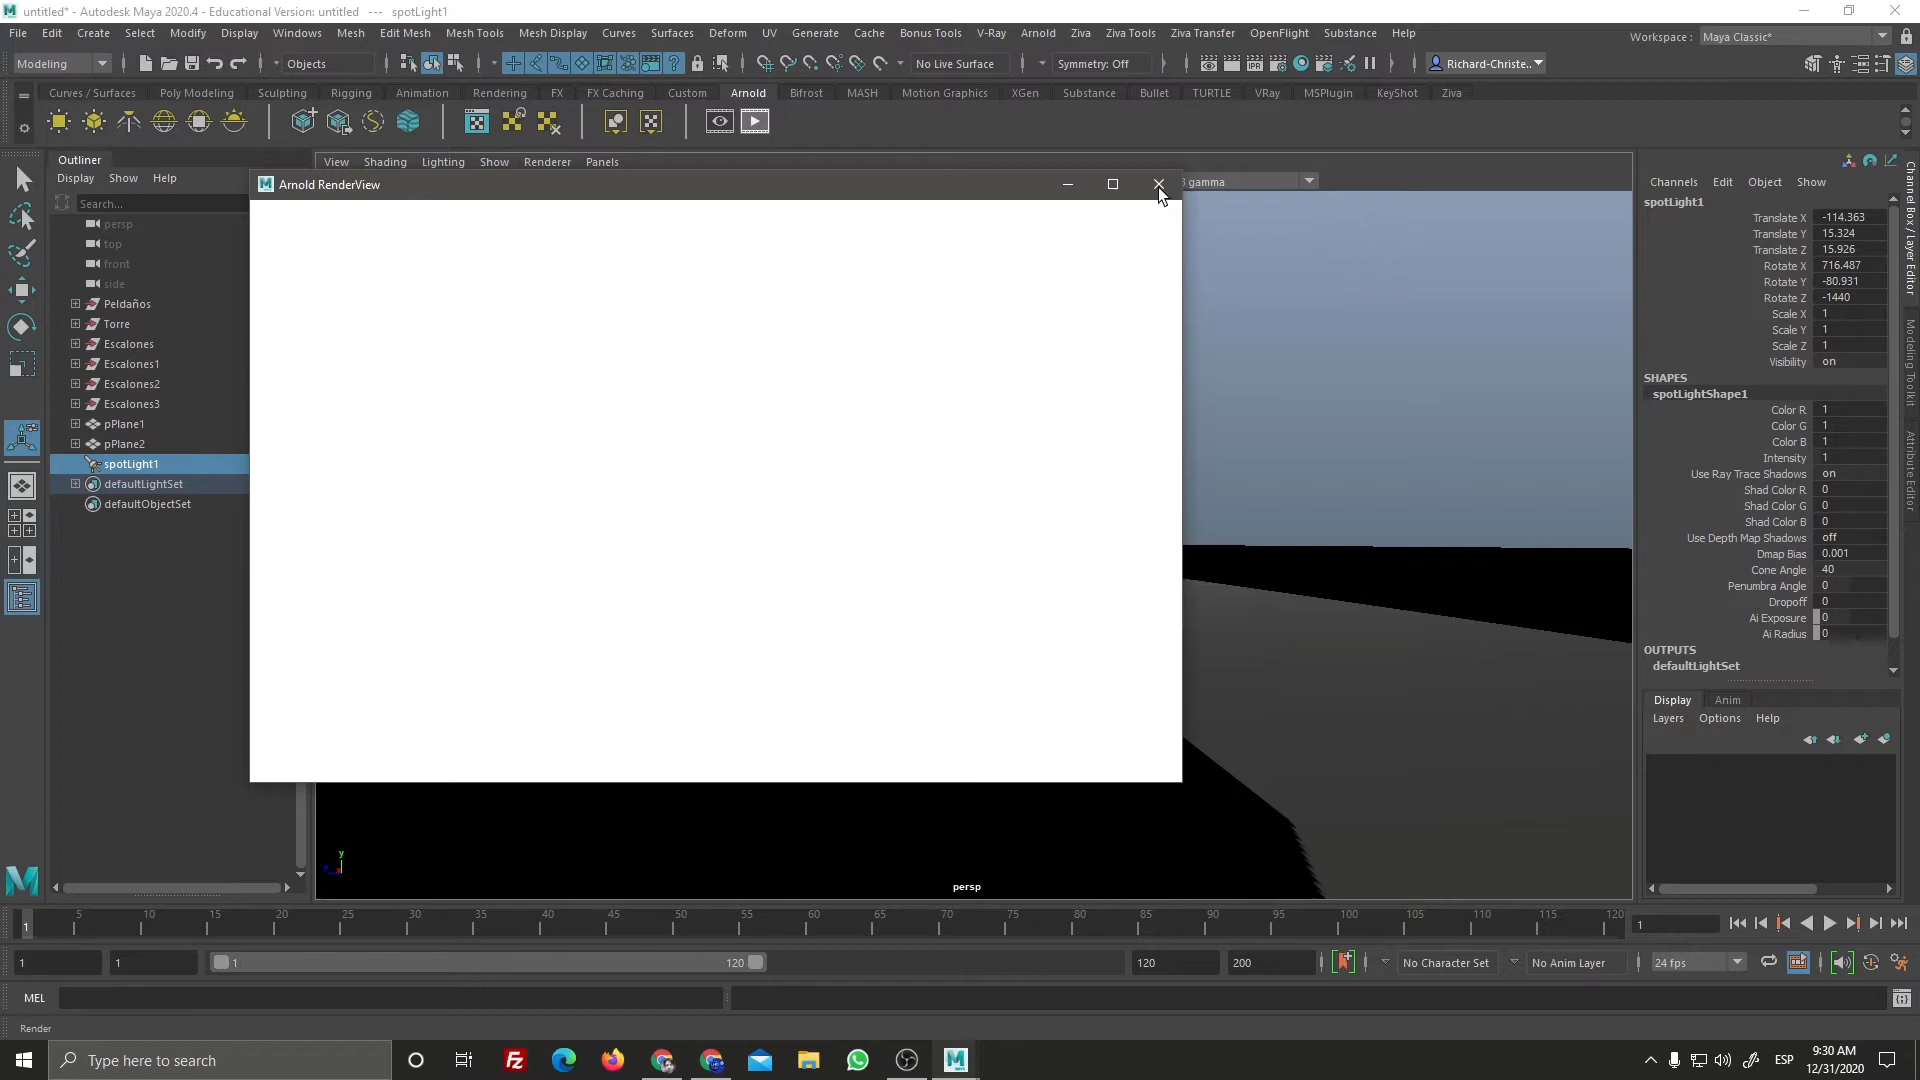 untitled* - Autodesk Maya 2020.4 - Educational Version: untitled --- spotLight1
File Edit Create Select Modify Display Windows Mesh Edit Mesh Mesh Tools Mesh Display Curves Surfaces Deform UV Generate Cache Bonus Tools V-Ray Arnold Ziva Ziva Tools Ziva Transfer OpenFlight Substance Help
Workspace : Maya Classic*
Modeling Objects No Live Surface Symmetry: Off Richard-Christe..
Curves / Surfaces Poly Modeling Sculpting Rigging Animation Rendering FX FX Caching Custom Arnold Bifrost MASH Motion Graphics XGen Substance Bullet TURTLE VRay MSPlugin KeyShot Ziva
Outliner
Display Show Help
Search...
persp
top
front
side
Peldaños
Torre
Escalones
Escalones1
Escalones2
Escalones3
pPlane1
pPlane2
spotLight1
defaultLightSet
defaultObjectSet
View Shading Lighting Show Renderer Panels
Arnold RenderView
gamma
y
persp
Channels Edit Object Show
spotLight1
Translate X -114.363
Translate Y 15.324
Translate Z 15.926
Rotate X 716.487
Rotate Y -80.931
Rotate Z -1440
Scale X 1
Scale Y 1
Scale Z 1
Visibility on
SHAPES
spotLightShape1
Color R 1
Color G 1
Color B 1
Intensity 1
Use Ray Trace Shadows on
Shad Color R 0
Shad Color G 0
Shad Color B 0
Use Depth Map Shadows off
Dmap Bias 0.001
Cone Angle 40
Penumbra Angle 0
Dropoff 0
Ai Exposure 0
Ai Radius 0
OUTPUTS
defaultLightSet
Display Anim
Layers Options Help
Channel Box / Layer Editor
Modeling Toolkit
Attribute Editor
5 10 15 20 25 30 35 40 45 50 55 60 65 70 75 80 85 90 95 100 105 110 115 120
1
1
1 1 1 120 120 200 No Character Set No Anim Layer 24 fps
MEL
Render
Type here to search
ESP
9:30 AM
12/31/2020